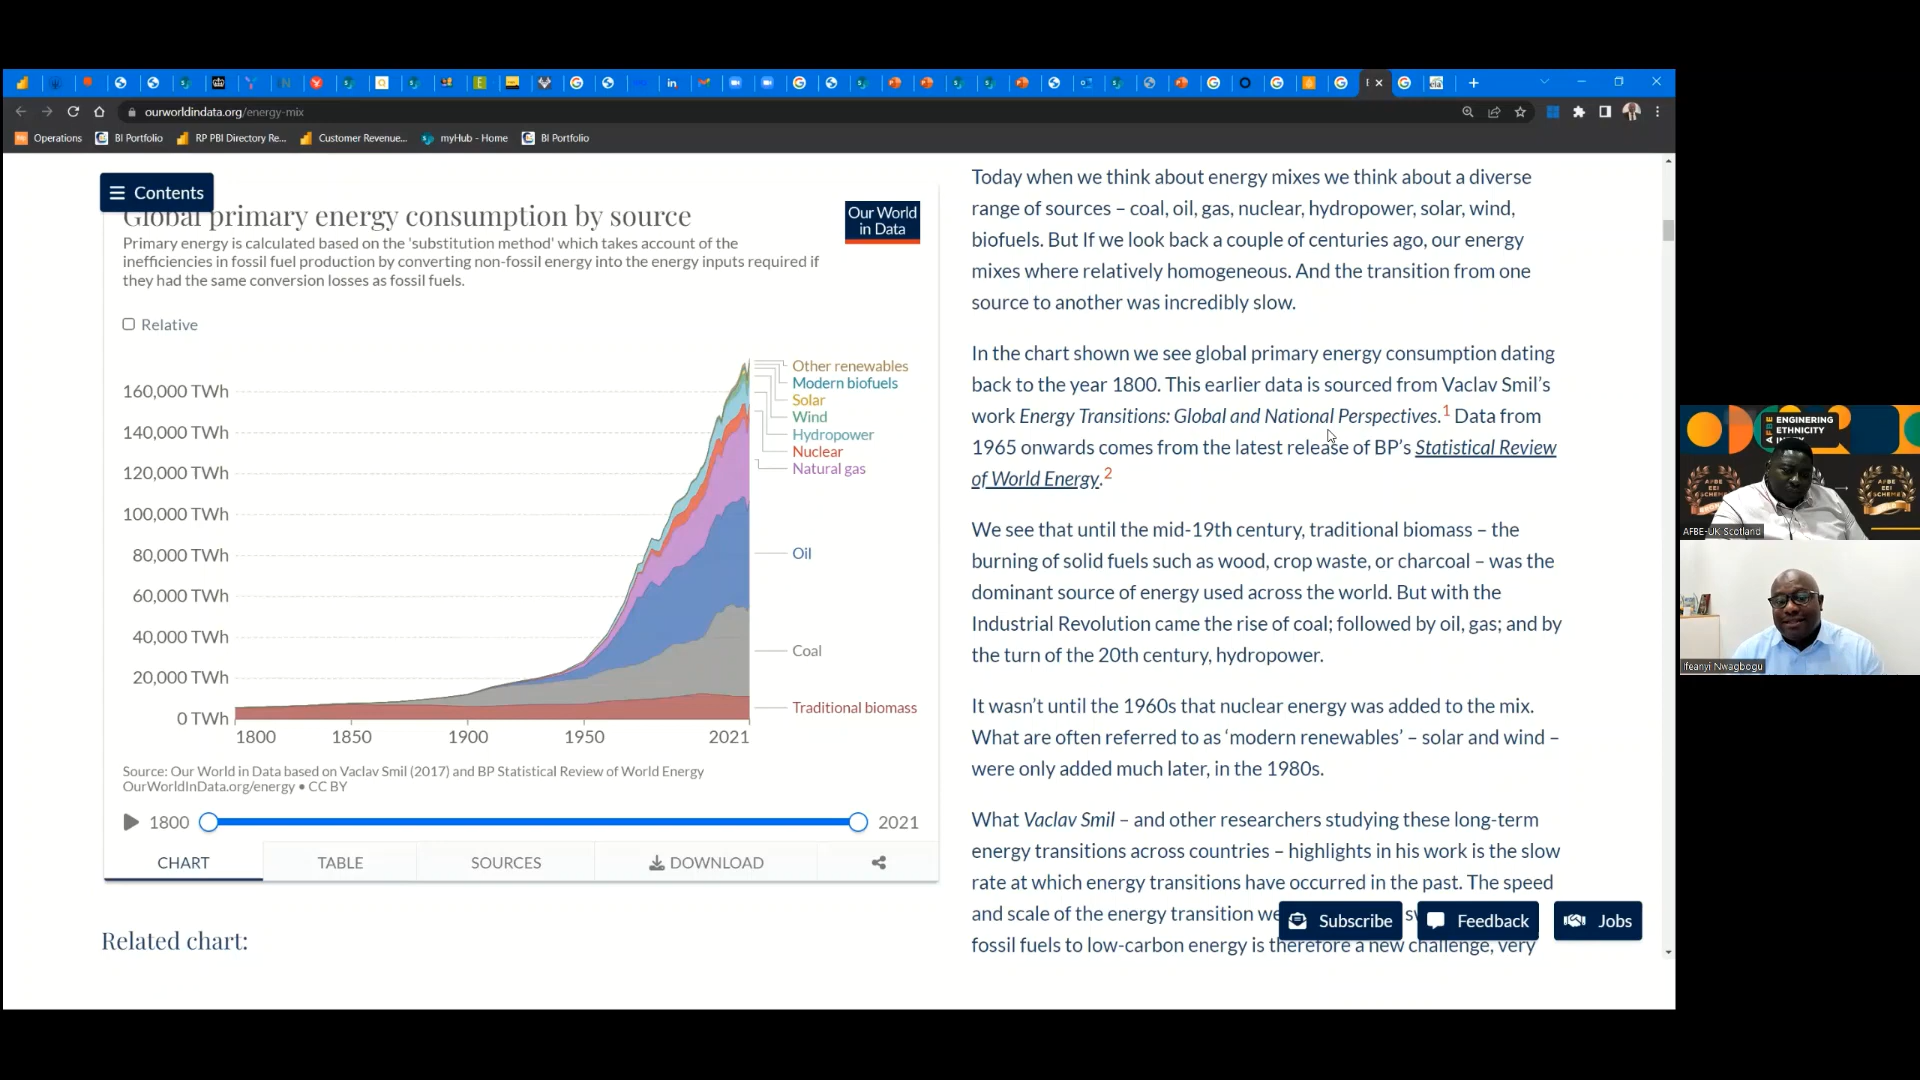 ourworldindata.org/energy-mix
Operations
BI Portfolio
RP PBI Directory Re...
Customer Revenue...
myHub - Home
BI Portfolio
Contents
Global primary energy consumption by source
Primary energy is calculated based on the 'substitution method' which takes account of the
inefficiencies in fossil fuel production by converting non-fossil energy into the energy inputs required if
they had the same conversion losses as fossil fuels.
Our World
in Data
Relative
160,000 TWh
140,000 TWh
120,000 TWh
100,000 TWh
80,000 TWh
60,000 TWh
40,000 TWh
20,000 TWh
0 TWh
1800
1850
1900
1950
2021
Other renewables
Modern biofuels
Solar
Wind
Hydropower
Nuclear
Natural gas
Oil
Coal
Traditional biomass
Source: Our World in Data based on Vaclav Smil (2017) and BP Statistical Review of World Energy
OurWorldInData.org/energy • CC BY
1800
2021
CHART
TABLE
SOURCES
DOWNLOAD
Related chart:
Today when we think about energy mixes we think about a diverse
range of sources – coal, oil, gas, nuclear, hydropower, solar, wind,
biofuels. But If we look back a couple of centuries ago, our energy
mixes where relatively homogeneous. And the transition from one
source to another was incredibly slow.
In the chart shown we see global primary energy consumption dating
back to the year 1800. This earlier data is sourced from Vaclav Smil's
work Energy Transitions: Global and National Perspectives.1 Data from
1965 onwards comes from the latest release of BP's Statistical Review
of World Energy.2
We see that until the mid-19th century, traditional biomass – the
burning of solid fuels such as wood, crop waste, or charcoal – was the
dominant source of energy used across the world. But with the
Industrial Revolution came the rise of coal; followed by oil, gas; and by
the turn of the 20th century, hydropower.
It wasn't until the 1960s that nuclear energy was added to the mix.
What are often referred to as 'modern renewables' – solar and wind –
were only added much later, in the 1980s.
What Vaclav Smil – and other researchers studying these long-term
energy transitions across countries – highlights in his work is the slow
rate at which energy transitions have occurred in the past. The speed
and scale of the energy transition we
fossil fuels to low-carbon energy is therefore a new challenge, very
Subscribe
Feedback
Jobs
AFBE
ENGINERING
ETHNICITY
AFBE
EEI
SCHEME
AFBE
EEI
SCHEME
AFBE-UK Scotland
Ifeanyi Nwagbogu